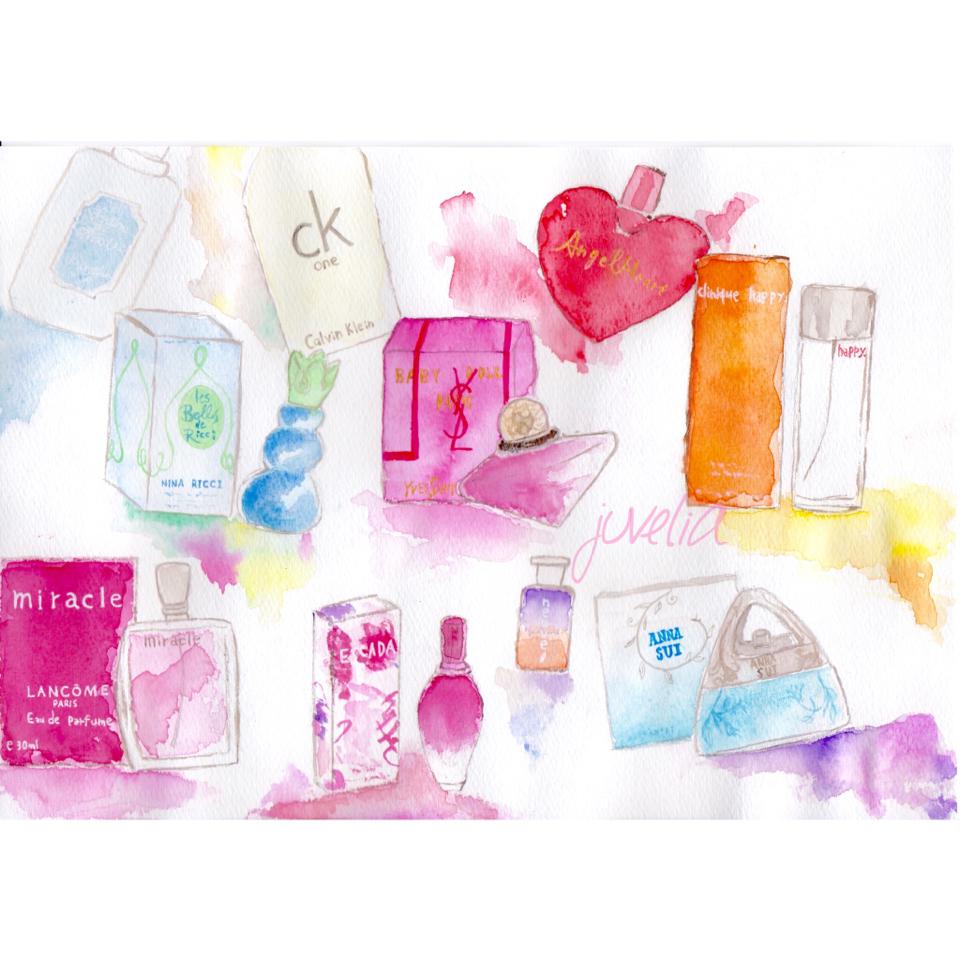 ck
one
Calvin Klein
Angel Heart
clinique happy.
happy.
les
Belles
de
Ricci
NINA RICCI
BABY DOLL
YSL
juvelia
miracle
LANCÔME
PARIS
Eau de Parfume
e 30ml
miracle
ESCADA
ANNA
SUI
ANNA
SUI